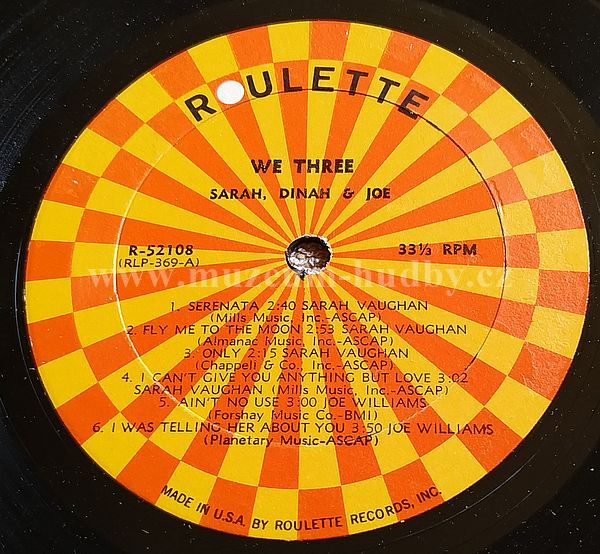 ROULETTE
WE THREE
SARAH, DINAH & JOE
R-52108
(RLP-369-A)
33⅓ RPM
www.muzeum-hudby.cz
1. SERENATA 2:40 SARAH VAUGHAN
(Mills Music, Inc.-ASCAP)
2. FLY ME TO THE MOON 2:53 SARAH VAUGHAN
(Almanac Music, Inc.-ASCAP)
3. ONLY 2:15 SARAH VAUGHAN
(Chappell & Co., Inc.-ASCAP)
4. I CAN'T GIVE YOU ANYTHING BUT LOVE 3:02
SARAH VAUGHAN (Mills Music, Inc.-ASCAP)
5. AIN'T NO USE 3:00 JOE WILLIAMS
(Forshay Music Co.-BMI)
6. I WAS TELLING HER ABOUT YOU 3:50 JOE WILLIAMS
(Planetary Music-ASCAP)
MADE IN U.S.A. BY ROULETTE RECORDS, INC.